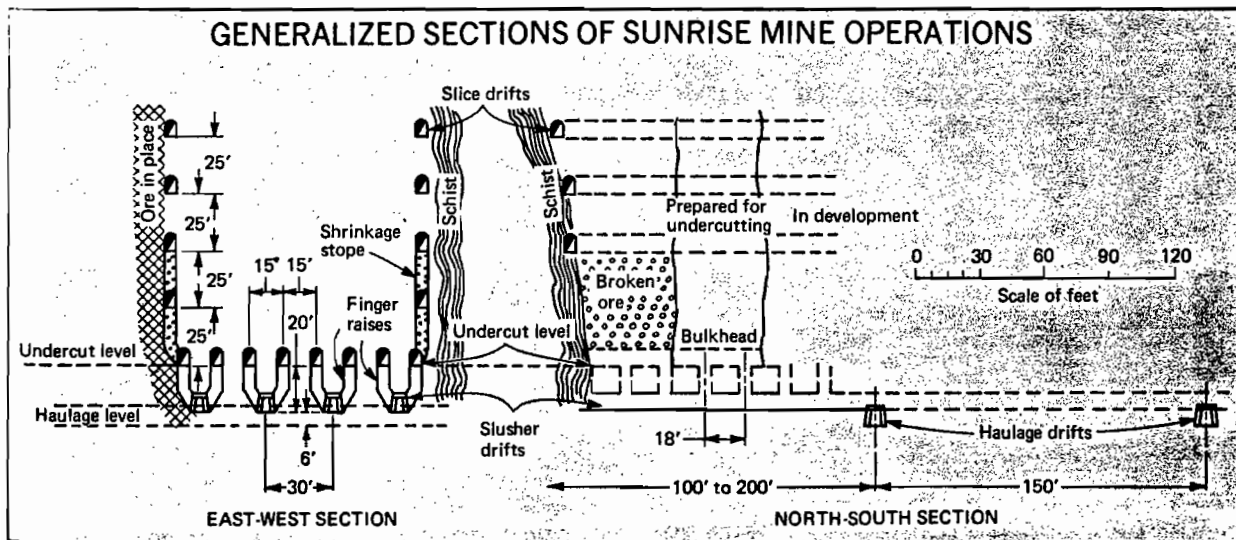 GENERALIZED SECTIONS OF SUNRISE MINE OPERATIONS
Slice drifts
Ore in place
25'
25'
25'
25'
Schist
Schist
Shrinkage
stope
Prepared for
undercutting
In development
0 30 60 90 120
Scale of feet
15" 15'
20'
Finger
raises
Broken
ore
Undercut level
Undercut level
Bulkhead
Haulage level
Slusher
drifts
Haulage drifts
6'
18'
30'
100' to 200'
150'
EAST-WEST SECTION
NORTH-SOUTH SECTION